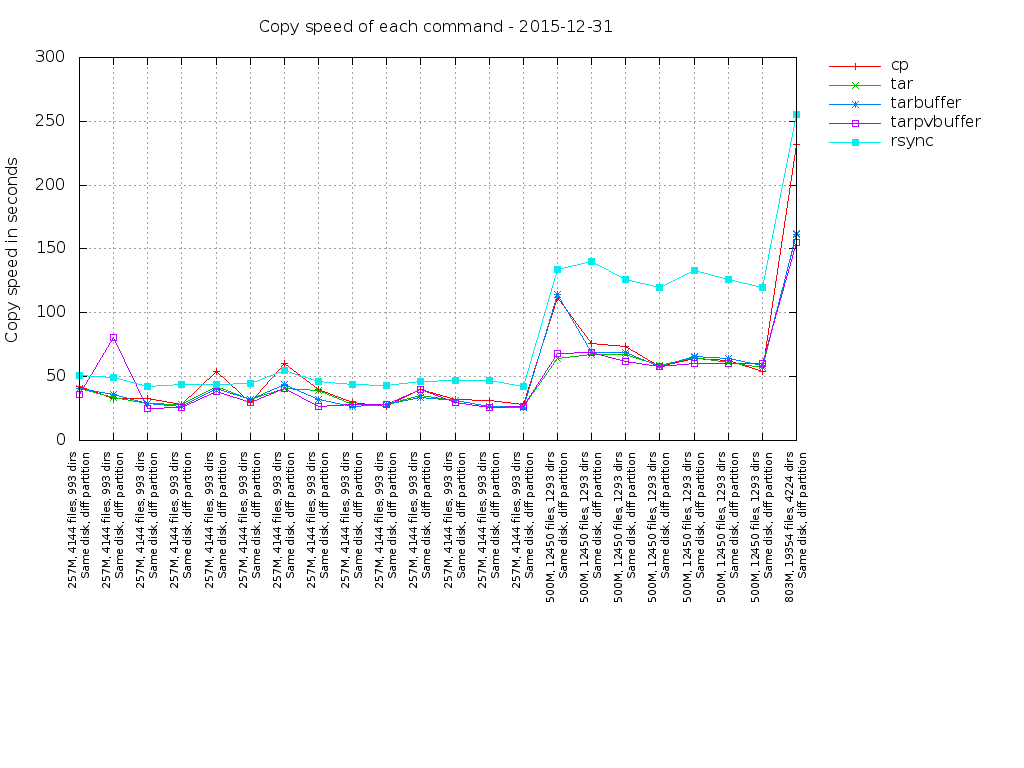 Copy speed of each command - 2015-12-31
cp
tar
tarbuffer
tarpvbuffer
rsync
Copy speed in seconds
300
250
200
150
100
50
0
257M, 4144 files, 993 dirs
Same disk, diff partition
257M, 4144 files, 993 dirs
Same disk, diff partition
257M, 4144 files, 993 dirs
Same disk, diff partition
257M, 4144 files, 993 dirs
Same disk, diff partition
257M, 4144 files, 993 dirs
Same disk, diff partition
257M, 4144 files, 993 dirs
Same disk, diff partition
257M, 4144 files, 993 dirs
Same disk, diff partition
257M, 4144 files, 993 dirs
Same disk, diff partition
257M, 4144 files, 993 dirs
Same disk, diff partition
257M, 4144 files, 993 dirs
Same disk, diff partition
257M, 4144 files, 993 dirs
Same disk, diff partition
257M, 4144 files, 993 dirs
Same disk, diff partition
257M, 4144 files, 993 dirs
Same disk, diff partition
257M, 4144 files, 993 dirs
Same disk, diff partition
500M, 12450 files, 1293 dirs
Same disk, diff partition
500M, 12450 files, 1293 dirs
Same disk, diff partition
500M, 12450 files, 1293 dirs
Same disk, diff partition
500M, 12450 files, 1293 dirs
Same disk, diff partition
500M, 12450 files, 1293 dirs
Same disk, diff partition
500M, 12450 files, 1293 dirs
Same disk, diff partition
500M, 12450 files, 1293 dirs
Same disk, diff partition
803M, 19354 files, 4224 dirs
Same disk, diff partition